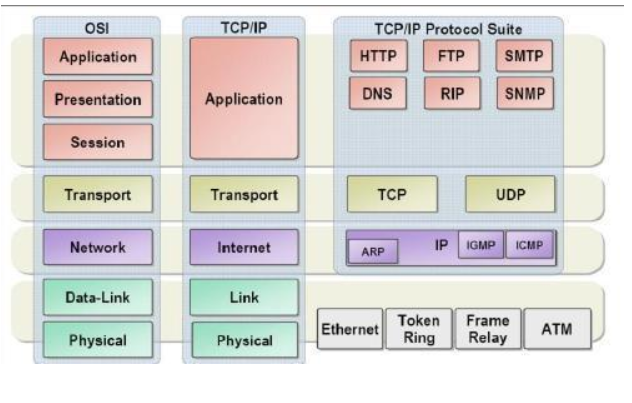 OSI
TCP/IP
TCP/IP Protocol Suite
Application
Presentation
Session
Application
HTTP
FTP
SMTP
DNS
RIP
SNMP
Transport
Transport
TCP
UDP
Network
Internet
ARP
IP
IGMP
ICMP
Data-Link
Link
Physical
Physical
Ethernet
Token
Ring
Frame
Relay
ATM